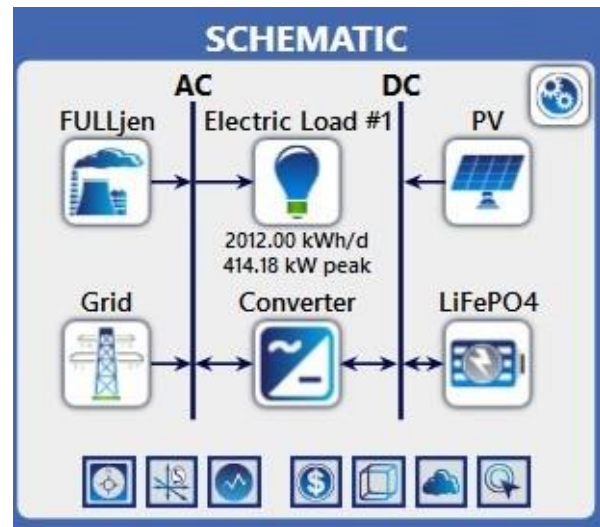 SCHEMATIC
AC DC
FULLjen Electric Load #1 PV
2012.00 kWh/d
414.18 kW peak
Grid Converter LiFePO4